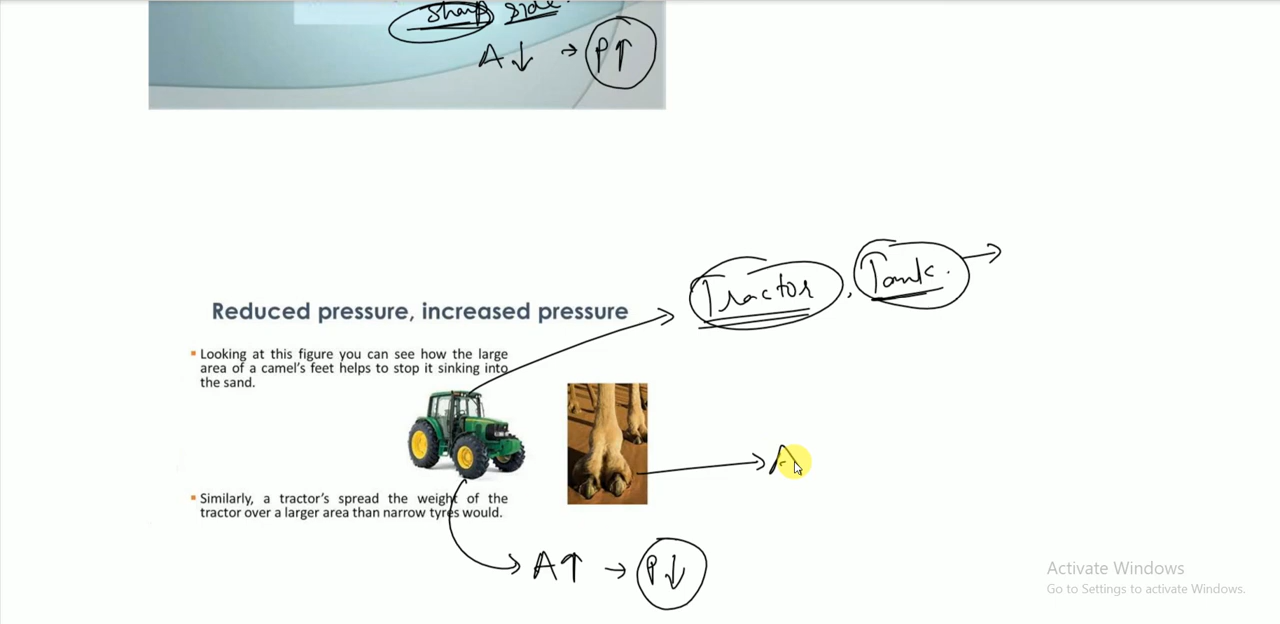 sharp side.
A↓ → P↑
Tractor, Tank. →
Reduced pressure, increased pressure
Looking at this figure you can see how the large
area of a camel's feet helps to stop it sinking into
the sand.
→ A
Similarly, a tractor's spread the weight of the
tractor over a larger area than narrow tyres would.
A↑ → P↓
Activate Windows
Go to Settings to activate Windows.